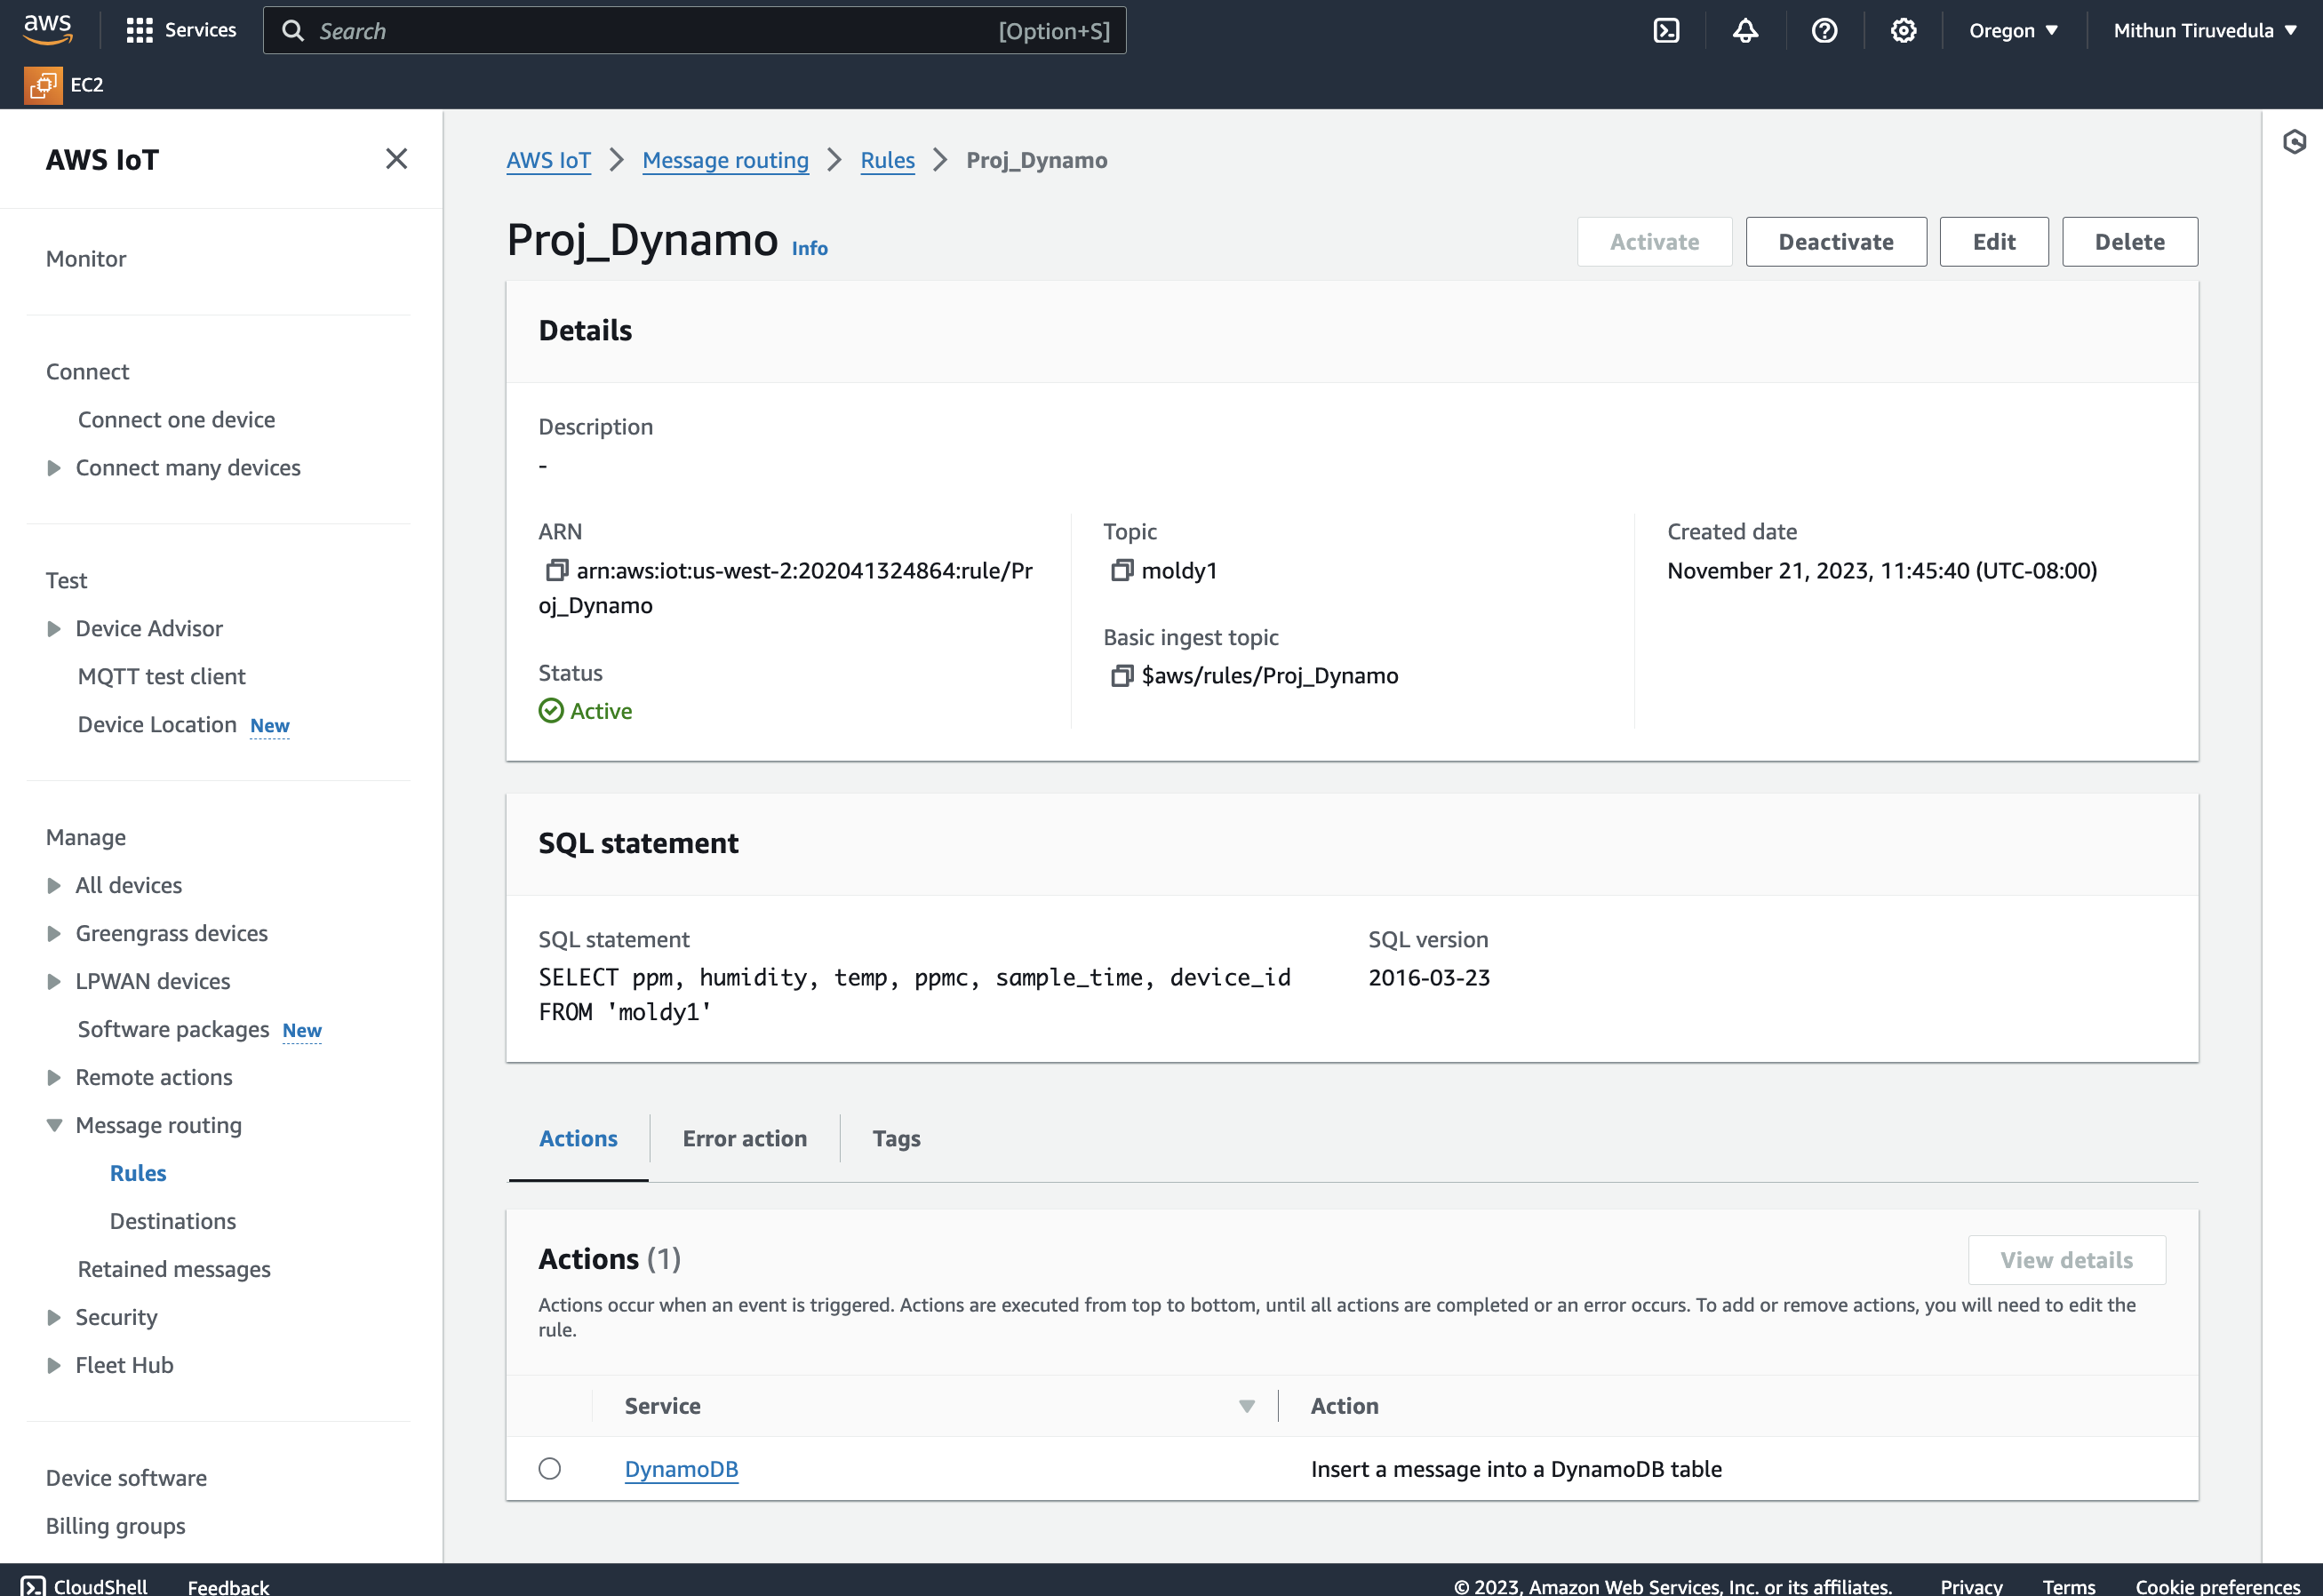 aws
Services
Search
[Option+S]
Oregon
Mithun Tiruvedula
EC2
AWS IoT
Monitor
Connect
Connect one device
Connect many devices
Test
Device Advisor
MQTT test client
Device Location New
Manage
All devices
Greengrass devices
LPWAN devices
Software packages New
Remote actions
Message routing
Rules
Destinations
Retained messages
Security
Fleet Hub
Device software
Billing groups
AWS IoT > Message routing > Rules > Proj_Dynamo
Proj_Dynamo Info
Activate
Deactivate
Edit
Delete
Details
Description
-
ARN
arn:aws:iot:us-west-2:202041324864:rule/Pr
oj_Dynamo
Status
Active
Topic
moldy1
Basic ingest topic
$aws/rules/Proj_Dynamo
Created date
November 21, 2023, 11:45:40 (UTC-08:00)
SQL statement
SQL statement
SELECT ppm, humidity, temp, ppmc, sample_time, device_id
FROM 'moldy1'
SQL version
2016-03-23
Actions
Error action
Tags
Actions (1)
View details
Actions occur when an event is triggered. Actions are executed from top to bottom, until all actions are completed or an error occurs. To add or remove actions, you will need to edit the
rule.
Service
Action
DynamoDB
Insert a message into a DynamoDB table
CloudShell
Feedback
© 2023, Amazon Web Services, Inc. or its affiliates.
Privacy
Terms
Cookie preferences